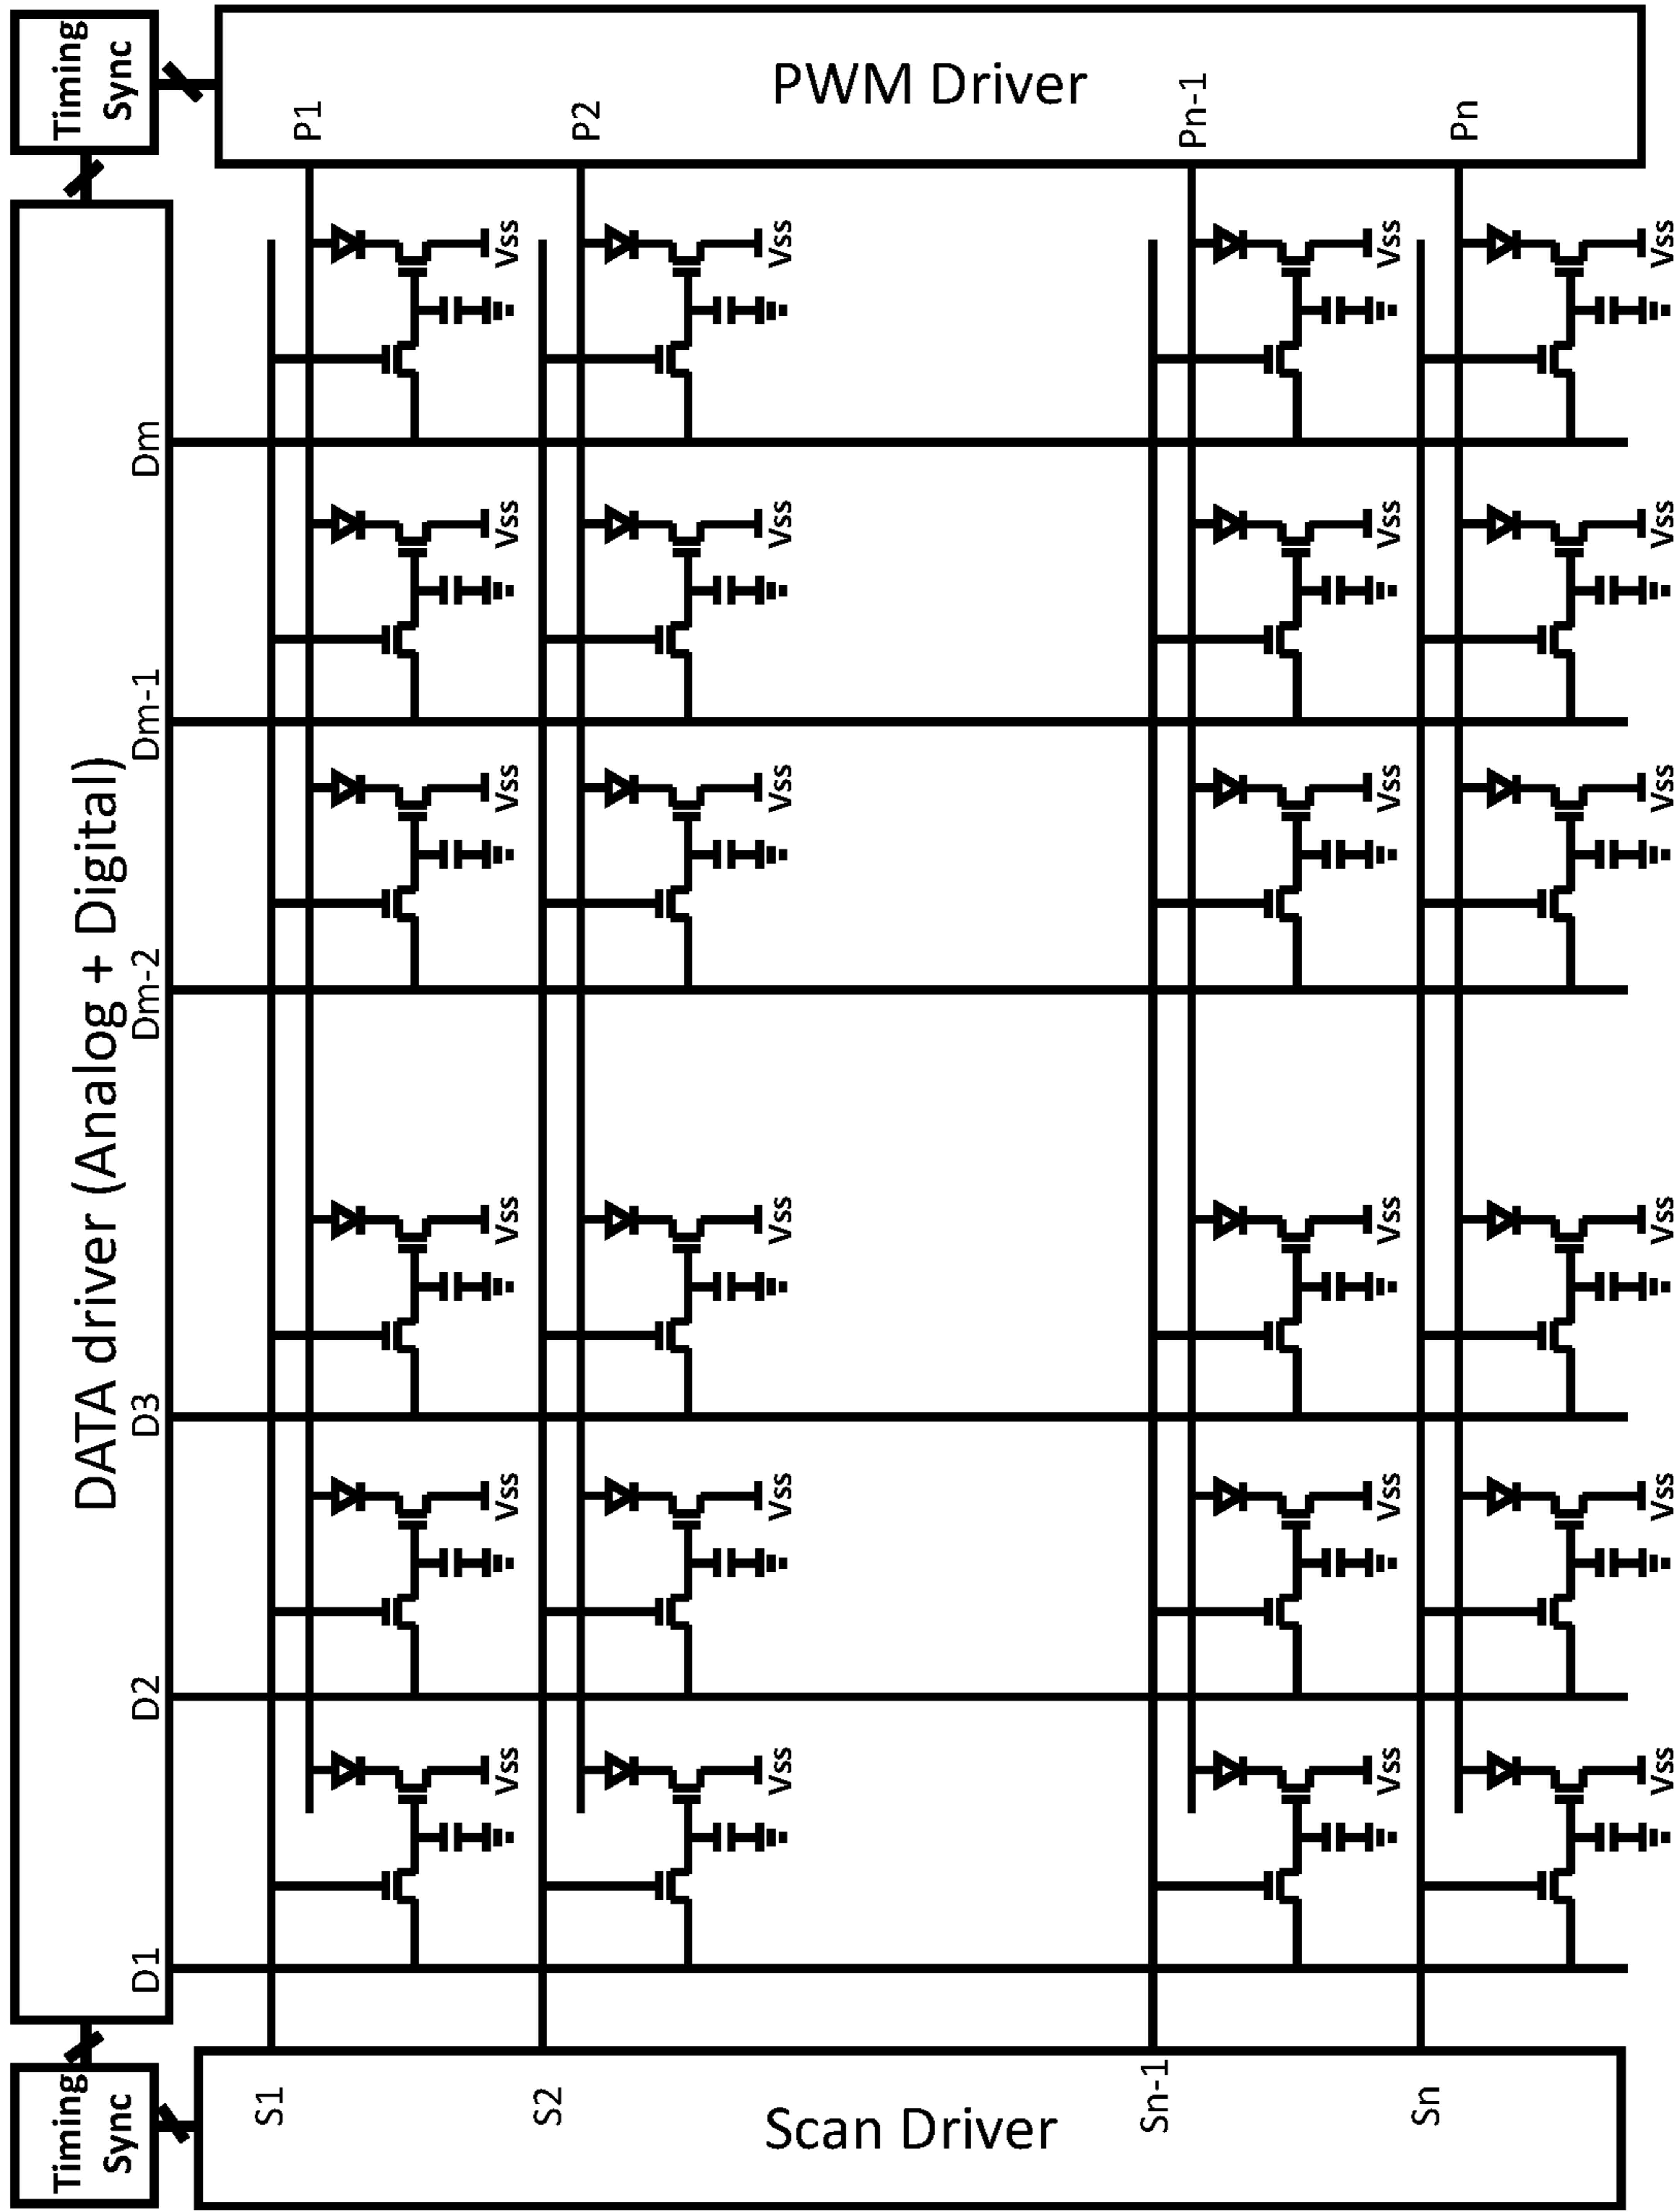 Timing
Sync
DATA driver (Analog + Digital)
Timing
Sync
D1
D2
D3
Dm-2
Dm-1
Dm
S1
P1
Vss
Vss
Vss
Vss
Vss
Vss
S2
P2
Vss
Vss
Vss
Vss
Vss
Vss
Scan Driver
PWM Driver
Sn-1
Pn-1
Vss
Vss
Vss
Vss
Vss
Vss
Sn
Pn
Vss
Vss
Vss
Vss
Vss
Vss